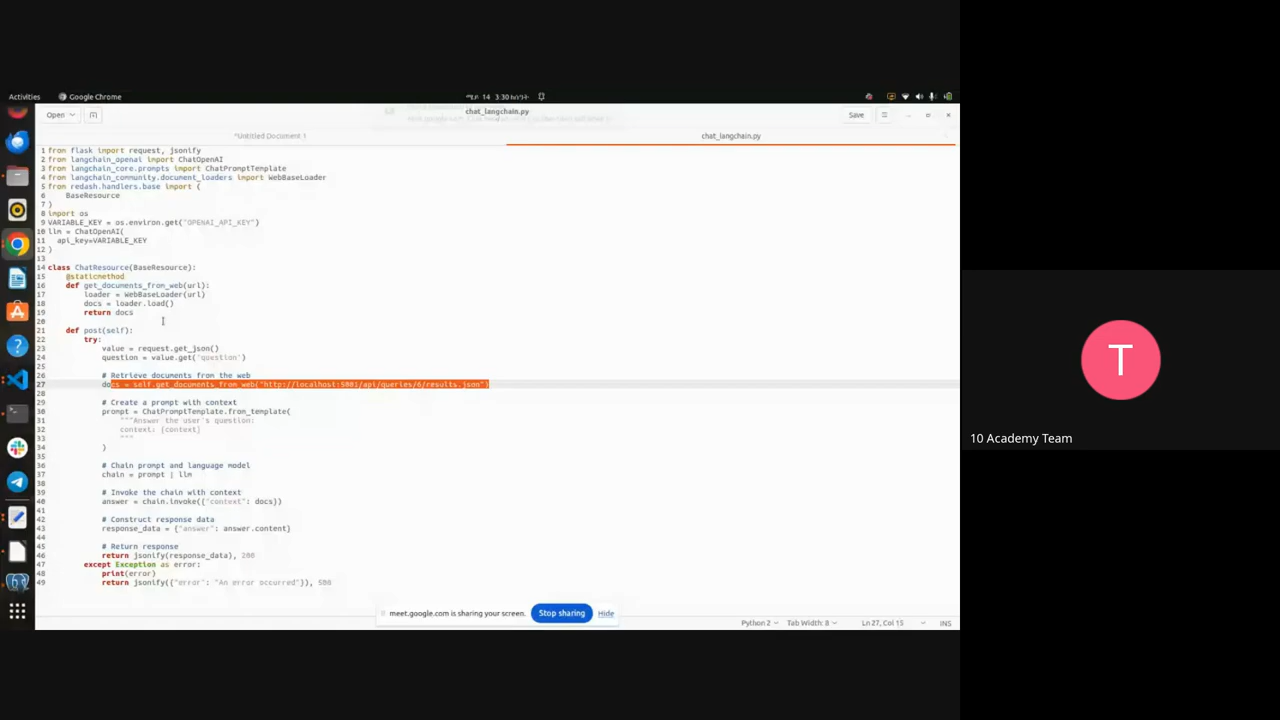 Activities
Google Chrome
14 3:30
Open
chat_langchain.py
Save
*Untitled Document 1
chat_langchain.py
1 from flask import request, jsonify
2 from langchain_openai import ChatOpenAI
3 from langchain_core.prompts import ChatPromptTemplate
4 from langchain_community.document_loaders import WebBaseLoader
5 from redash.handlers.base import (
6 BaseResource
7 )
8 import os
9 VARIABLE_KEY = os.environ.get("OPENAI_API_KEY")
10 llm = ChatOpenAI(
11 api_key=VARIABLE_KEY
12 )
13
14 class ChatResource(BaseResource):
15 @staticmethod
16 def get_documents_from_web(url):
17 loader = WebBaseLoader(url)
18 docs = loader.load()
19 return docs
20
21 def post(self):
22 try:
23 value = request.get_json()
24 question = value.get('question')
25
26 # Retrieve documents from the web
27 docs = self.get_documents_from_web("http://localhost:5001/api/queries/6/results.json")
28
29 # Create a prompt with context
30 prompt = ChatPromptTemplate.from_template(
31 """Answer the user's question:
32 context: {context}
33 """
34 )
35
36 # Chain prompt and language model
37 chain = prompt | llm
38
39 # Invoke the chain with context
40 answer = chain.invoke({"context": docs})
41
42 # Construct response data
43 response_data = {"answer": answer.content}
44
45 # Return response
46 return jsonify(response_data), 200
47 except Exception as error:
48 print(error)
49 return jsonify({"error": "An error occurred"}), 500
meet.google.com is sharing your screen.
Stop sharing
Hide
Python 2
Tab Width: 8
Ln 27, Col 15
INS
T
10 Academy Team